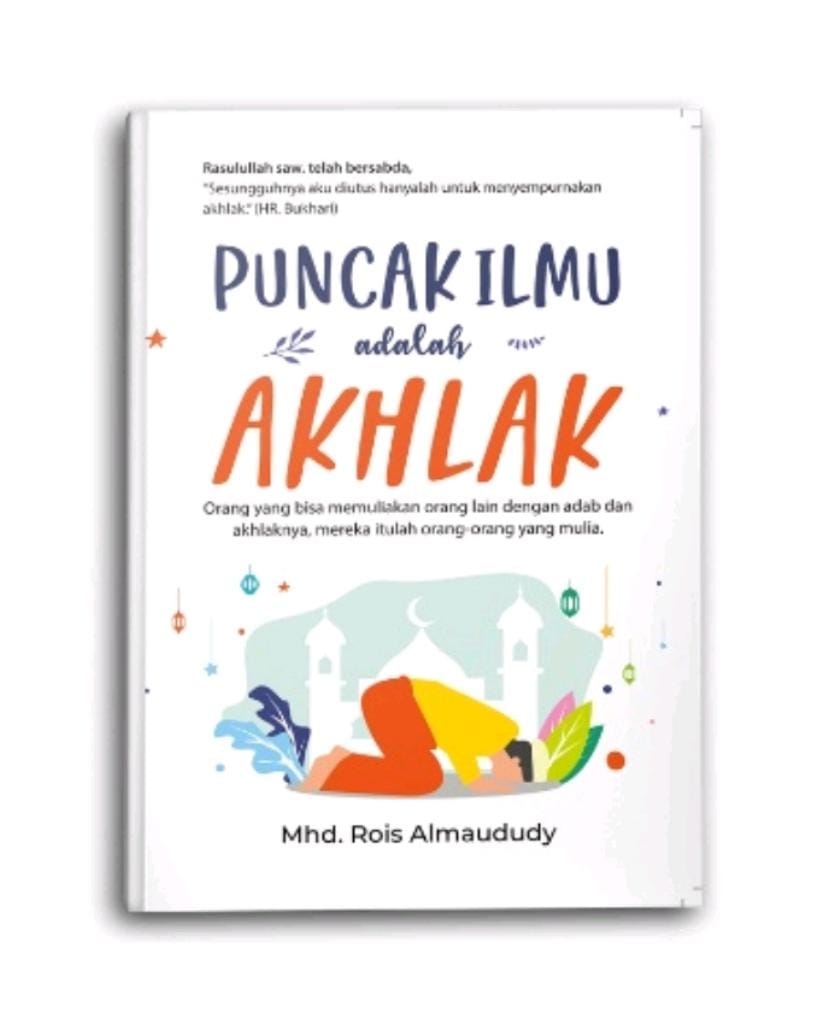 Rasulullah saw. telah bersabda,
"Sesungguhnya aku diutus hanyalah untuk menyempurnakan
akhlak." (HR. Bukhari)
PUNCAK ILMU
adalah
AKHLAK
Orang yang bisa memuliakan orang lain dengan adab dan
akhlaknya, mereka itulah orang-orang yang mulia.
Mhd. Rois Almaududy